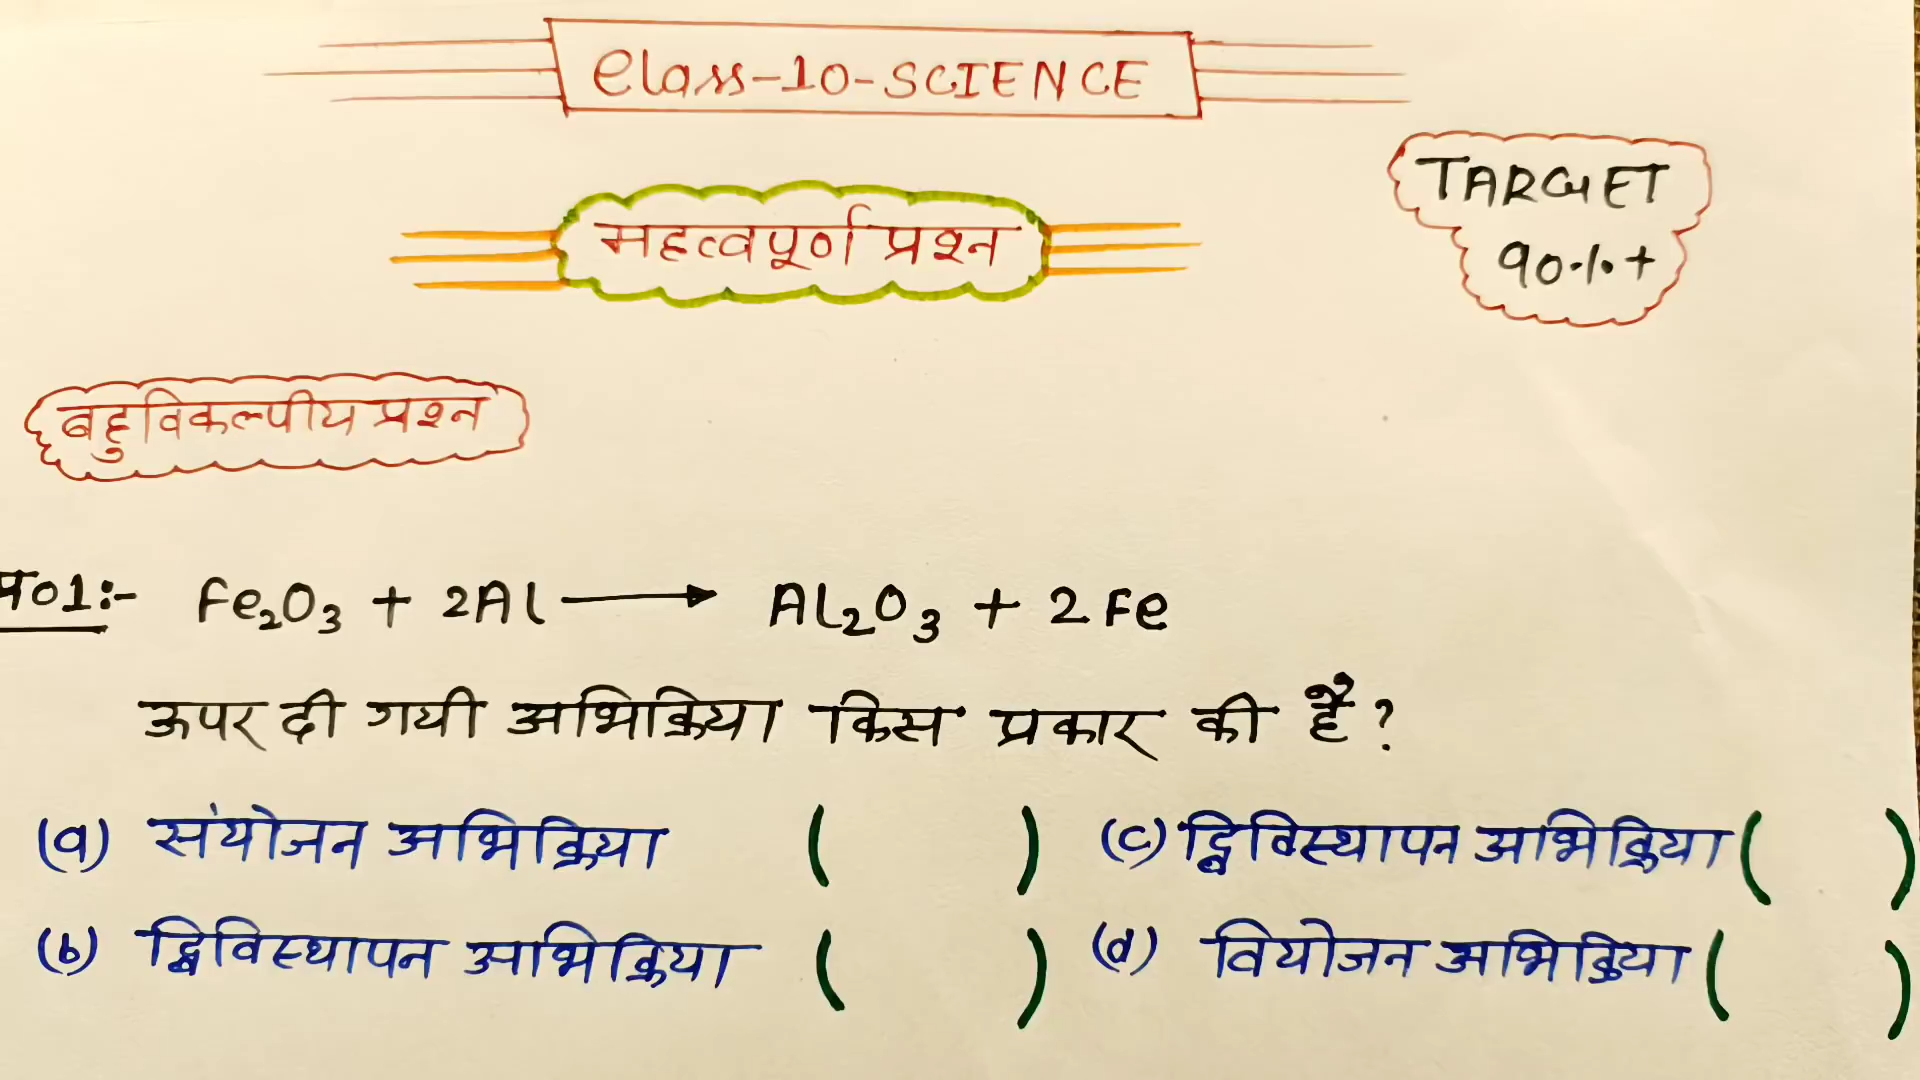 Class-10-SCIENCE
महत्वपूर्ण प्रश्न
TARGET
90%+
बहुविकल्पीय प्रश्न
प्र01:- Fe₂O₃ + 2Al ⟶ Al₂O₃ + 2Fe
ऊपर दी गयी अभिक्रिया किस प्रकार की है?
(a) संयोजन अभिक्रिया ( ) (c) द्विविस्थापन अभिक्रिया ( )
(b) द्विविस्थापन अभिक्रिया ( ) (d) वियोजन अभिक्रिया ( )